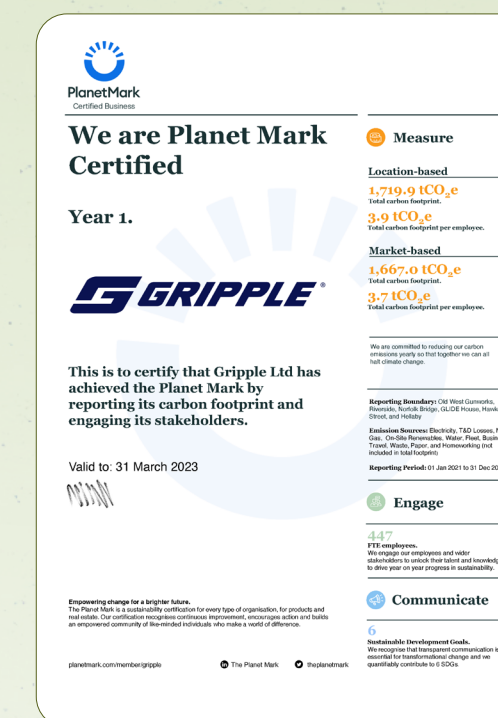 PlanetMark
Certified Business
We are Planet Mark
Certified
Year 1.
GRIPPLE®
This is to certify that Gripple Ltd has
achieved the Planet Mark by
reporting its carbon footprint and
engaging its stakeholders.
Valid to: 31 March 2023
Empowering change for a brighter future.
The Planet Mark is a sustainability certification for every type of organisation, for products and
real estate. Our certification recognises continuous improvement, encourages action and builds
an empowered community of like-minded individuals who make a world of difference.
planetmark.com/member/gripple
The Planet Mark
theplanetmark
Measure
Location-based
1,719.9 tCO₂e
Total carbon footprint.
3.9 tCO₂e
Total carbon footprint per employee.
Market-based
1,667.0 tCO₂e
Total carbon footprint.
3.7 tCO₂e
Total carbon footprint per employee.
We are committed to reducing our carbon
emissions yearly so that together we can all
halt climate change.
Reporting Boundary: Old West Gunworks,
Riverside, Norfolk Bridge, GLIDE House,
Street, and Hellaby
Emission Sources: Electricity, T&D Losses,
Gas, On-Site Renewables, Water, Fleet,
Travel, Waste, Paper, and Homeworking (not
included in total footprint)
Reporting Period: 01 Jan 2021 to 31 Dec
Engage
447
FTE employees.
We engage our employees and wider
stakeholders to unlock their talent and
to drive year on year progress in sustainability.
Communicate
6
Sustainable Development Goals.
We recognise that transparent communication is
essential for transformational change and we
quantifiably contribute to 6 SDGs.